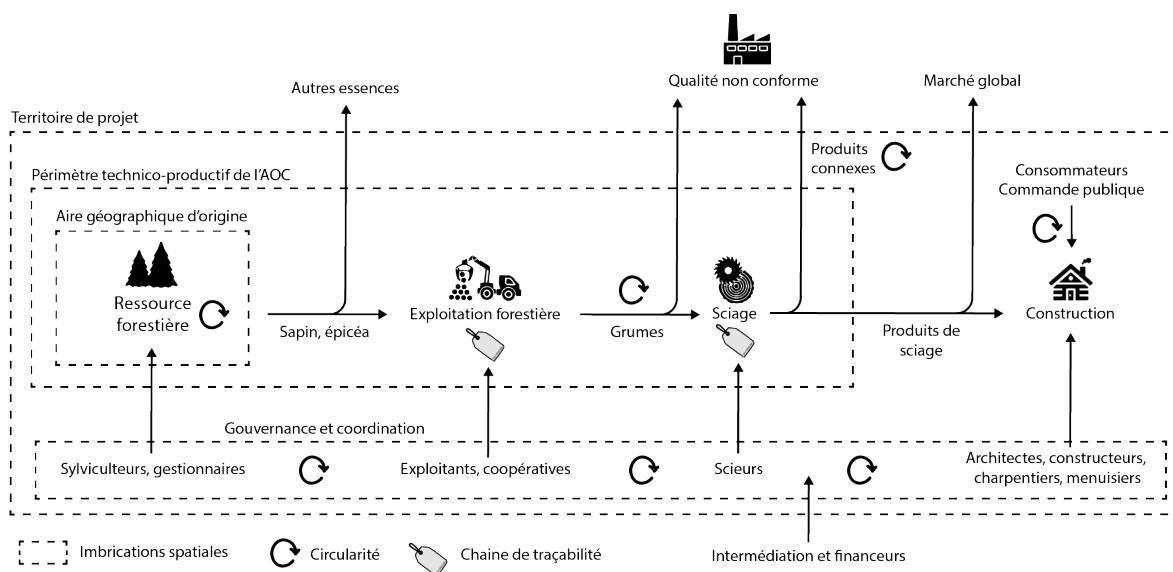 Autres essences
Qualité non conforme
Marché global
Territoire de projet
Produits
connexes
Périmètre technico-productif de l'AOC
Consommateurs
Commande publique
Aire géographique d'origine
Ressource
forestière
Sapin, épicéa
Exploitation forestière
Grumes
Sciage
Produits de
sciage
Construction
Gouvernance et coordination
Sylviculteurs, gestionnaires
Exploitants, coopératives
Scieurs
Architectes, constructeurs,
charpentiers, menuisiers
Imbrications spatiales
Circularité
Chaine de traçabilité
Intermédiation et financeurs